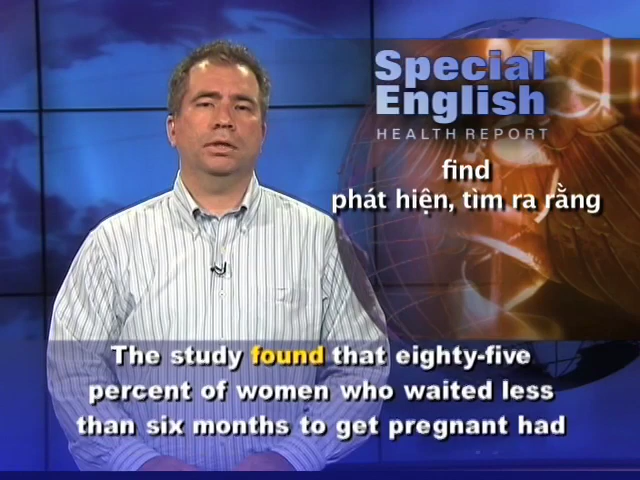 Special
English
HEALTH REPORT
find
phát hiện, tìm ra rằng
The study found that eighty-five
percent of women who waited less
than six months to get pregnant had